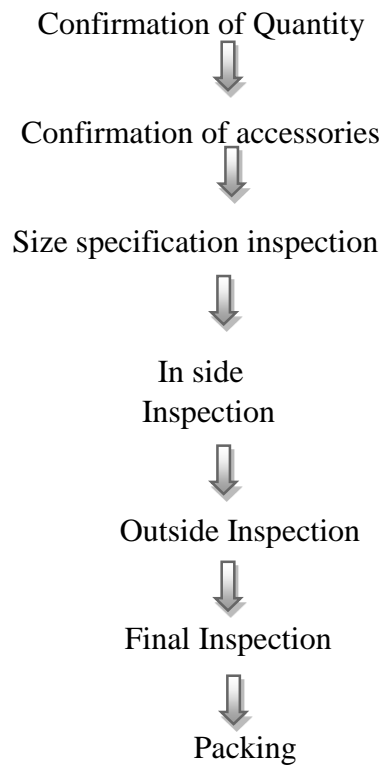 Confirmation of Quantity
Confirmation of accessories
Size specification inspection
In side
Inspection
Outside Inspection
Final Inspection
Packing